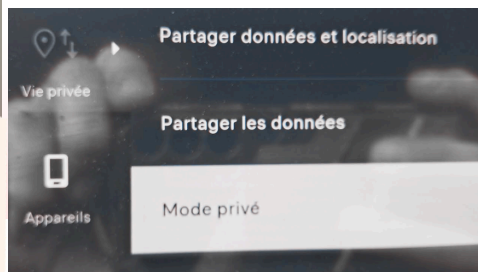 Partager données et localisation
Vie privée
Partager les données
Mode privé
Appareils